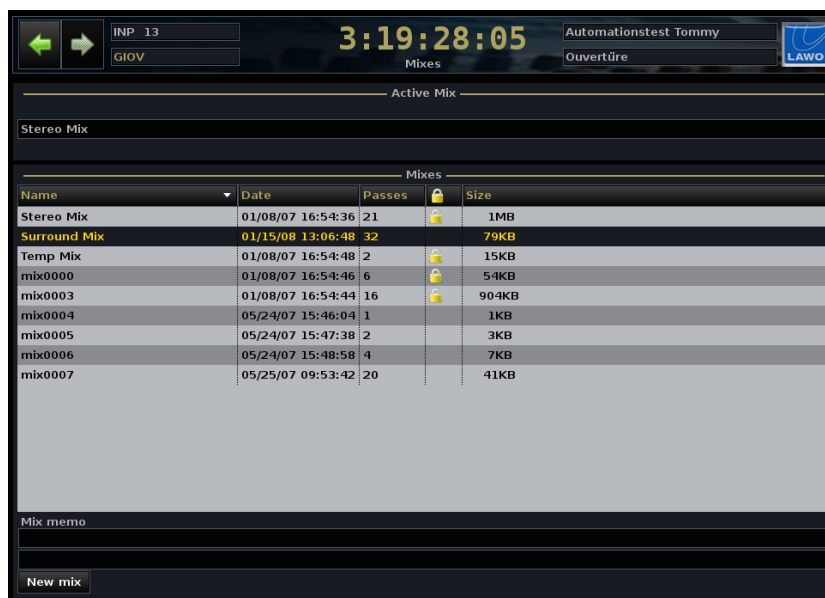 INP 13
GIOV
3:19:28:05
Mixes
Automationstest Tommy
Ouvertüre
LAWO
Active Mix
Stereo Mix
Mixes
Name Date Passes Size
Stereo Mix 01/08/07 16:54:36 21 1MB
Surround Mix 01/15/08 13:06:48 32 79KB
Temp Mix 01/08/07 16:54:48 2 15KB
mix0000 01/08/07 16:54:46 6 54KB
mix0003 01/08/07 16:54:44 16 904KB
mix0004 05/24/07 15:46:04 1 1KB
mix0005 05/24/07 15:47:38 2 3KB
mix0006 05/24/07 15:48:58 4 7KB
mix0007 05/25/07 09:53:42 20 41KB
Mix memo
New mix